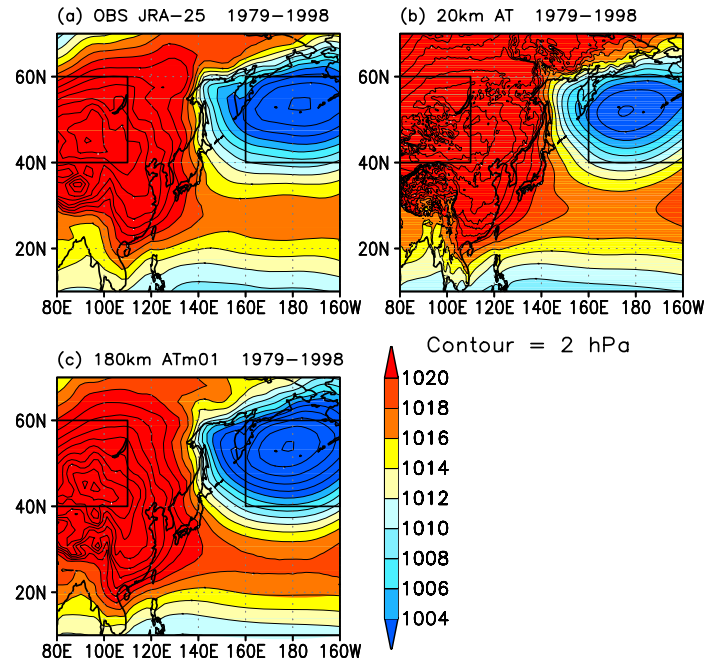 (a) OBS JRA-25 1979-1998
60N
40N
20N
80E 100E 120E 140E 160E 180 160W
(b) 20km AT 1979-1998
60N
40N
20N
80E 100E 120E 140E 160E 180 160W
(c) 180km ATm01 1979-1998
60N
40N
20N
80E 100E 120E 140E 160E 180 160W
Contour = 2 hPa
1020
1018
1016
1014
1012
1010
1008
1006
1004